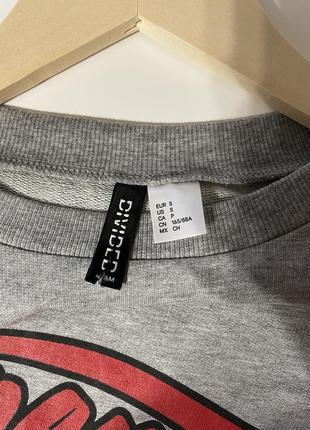 DIVIDED
H&M
EUR S
US S
CA P
CN 165/88A
MX CH